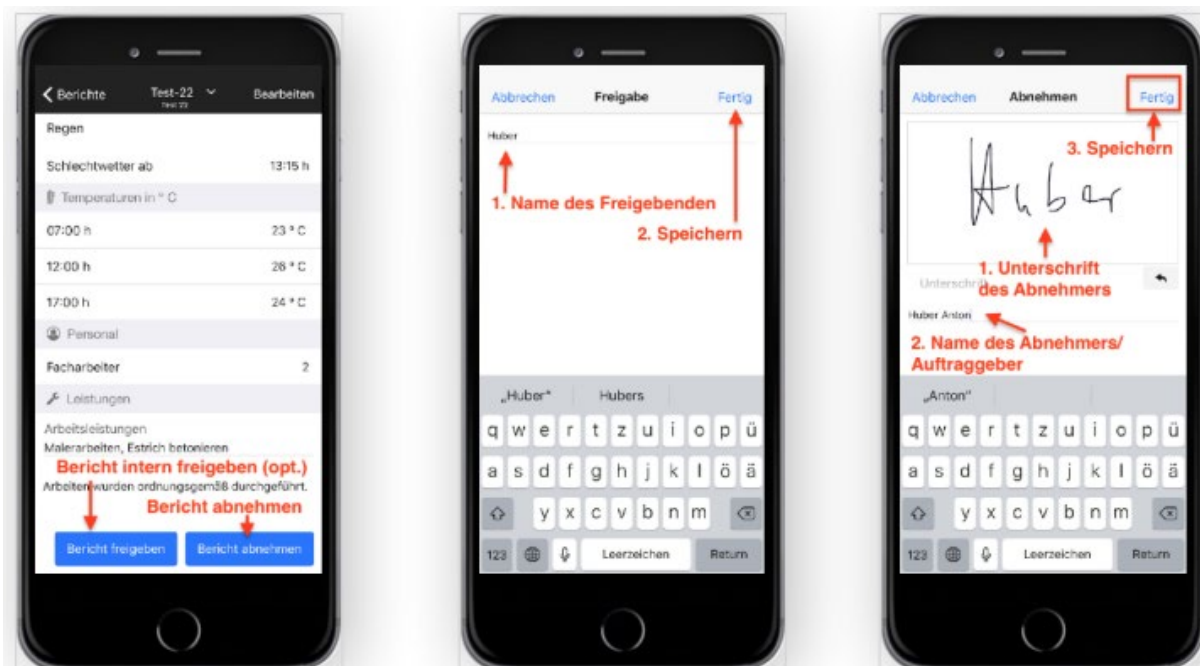 Berichte
Test-22
Bearbeiten
Test 22
Regen
Schlechtwetter ab 13:15 h
Temperaturen in ° C
07:00 h 23 ° C
12:00 h 26 ° C
17:00 h 24 ° C
Personal
Facharbeiter 2
Leistungen
Arbeitsleistungen
Malerarbeiten, Estrich betonieren
Bericht intern freigeben (opt.)
Arbeiten wurden ordnungsgemäß durchgeführt.
Bericht abnehmen
Bericht freigeben
Bericht abnehmen
Abbrechen Freigabe Fertig
Huber
1. Name des Freigebenden
2. Speichern
„Huber“ Hubers
q w e r t z u i o p ü
a s d f g h j k l ö ä
y x c v b n m
123 Leerzeichen Return
Abbrechen Abnehmen Fertig
3. Speichern
Huber
1. Unterschrift
Unterschrift
des Abnehmers
Huber Anton
2. Name des Abnehmers/
Auftraggeber
„Anton“
q w e r t z u i o p ü
a s d f g h j k l ö ä
y x c v b n m
123 Leerzeichen Return